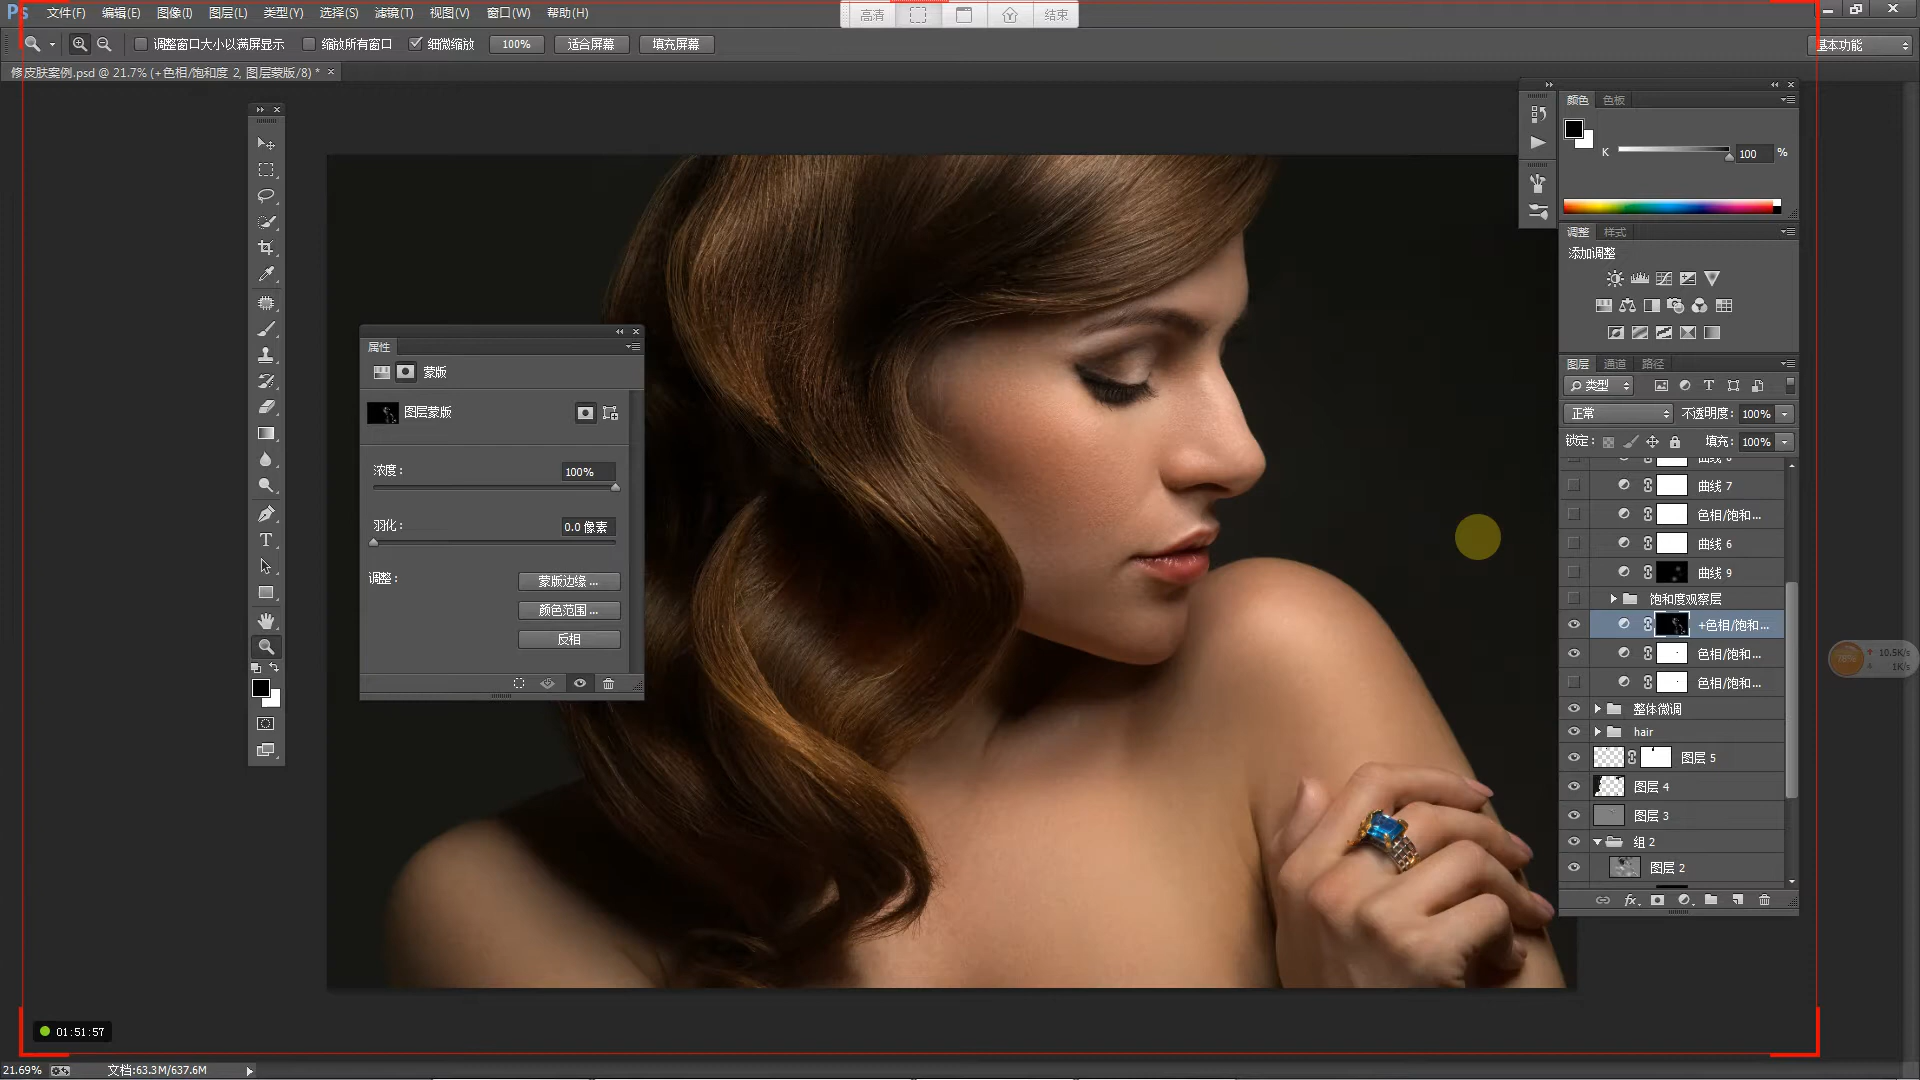 Ps 文件(F) 编辑(E) 图像(I) 图层(L) 类型(Y) 选择(S) 滤镜(T) 视图(V) 窗口(W) 帮助(H)
高清 结束
调整窗口大小以满屏显示 缩放所有窗口 细微缩放 100% 适合屏幕 填充屏幕 基本功能
修皮肤案例.psd @ 21.7% (+色相/饱和度 2, 图层蒙版/8) * ×
颜色 色板
K 100 %
调整 样式
添加调整
图层 通道 路径
类型
正常 不透明度: 100%
锁定: 填充: 100%
曲线 7
色相/饱和...
曲线 6
曲线 9
饱和度观察层
+色相/饱和...
色相/饱和...
色相/饱和...
整体微调
hair
图层 5
图层 4
图层 3
组 2
图层 2
fx
属性
蒙版
图层蒙版
浓度: 100%
羽化: 0.0 像素
调整:
蒙版边缘 ...
颜色范围 ...
反相
78%
10.5K/s
1K/s
01:51:57
21.69% 文档:63.3M/637.6M